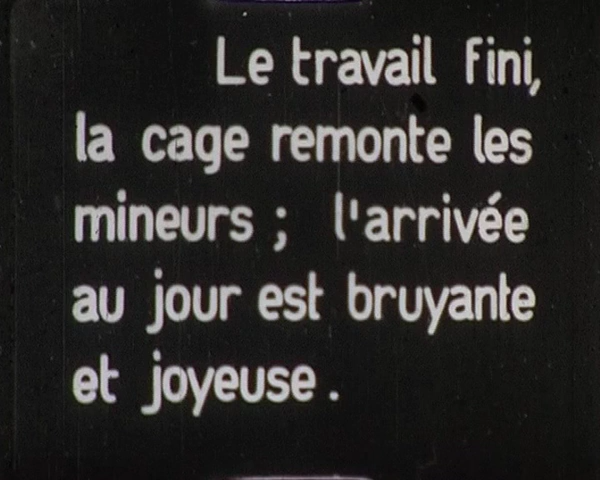 Le travail fini,
la cage remonte les
mineurs ; l'arrivée
au jour est bruyante
et joyeuse.